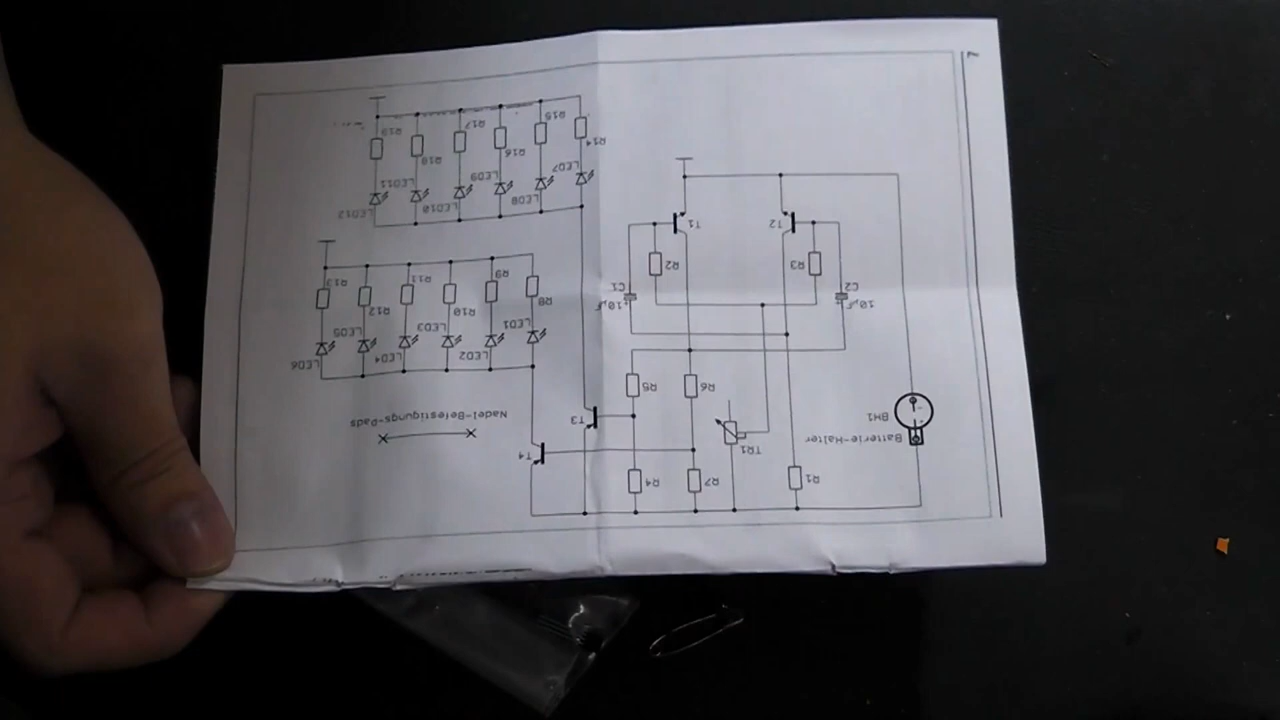 R1
R7
R4
T4
Batterie-Halter
TR1
BM1
T3
Nadel-Befestigungs-Pads
R6
R5
LED1
LED2
LED3
LED4
LED5
LED6
R8
R9
R10
R11
R12
R13
10µF
C2
10µF
C1
R3
R2
T2
T1
LED7
LED8
LED9
LED10
LED11
LED12
R14
R15
R16
R17
R18
R19